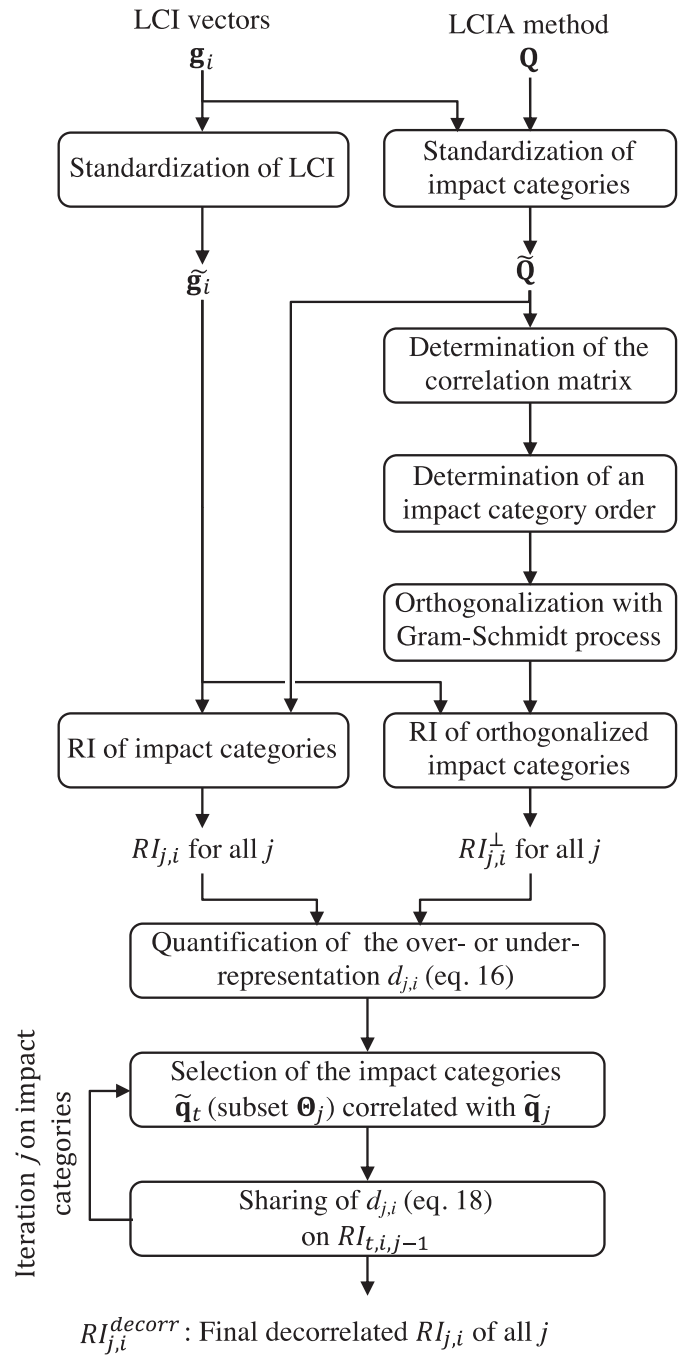 LCI vectors
𝐠ᵢ
LCIA method
𝐐
Standardization of LCI
Standardization of
impact categories
𝐠̃ᵢ
𝐐̃
Determination of the
correlation matrix
Determination of an
impact category order
Orthogonalization with
Gram-Schmidt process
RI of impact categories
RI of orthogonalized
impact categories
RI_{j,i} for all j
RI^{⊥}_{j,i} for all j
Quantification of the over- or under-
representation d_{j,i} (eq. 16)
Iteration j on impact
categories
Selection of the impact categories
𝐪̃_t (subset 𝚯_j) correlated with 𝐪̃_j
Sharing of d_{j,i} (eq. 18)
on RI_{t,i,j−1}
RI^{decorr}_{j,i} : Final decorrelated RI_{j,i} of all j